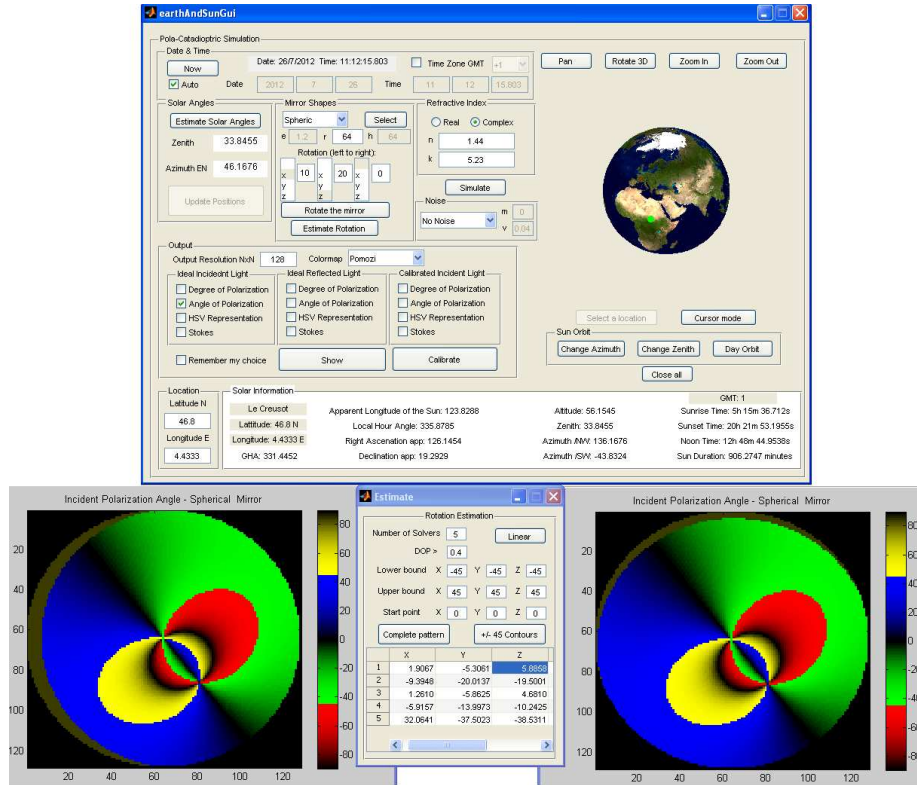 earthAndSunGui
Pola-Catadioptric Simulation
Date & Time
Now
Date: 26/7/2012 Time: 11:12:15.803
Time Zone GMT
+1
Auto
Date
2012
7
26
Time
11
12
15.803
Pan
Rotate 3D
Zoom In
Zoom Out
Solar Angles
Estimate Solar Angles
Zenith
33.8455
Azimuth EN
46.1676
Update Positions
Mirror Shapes
Spheric
Select
e
1.2
r
64
h
64
Rotation (left to right):
x
y
z
10
x
y
z
20
x
y
z
0
Rotate the mirror
Estimate Rotation
Refractive Index
Real
Complex
n
1.44
k
5.23
Simulate
Noise
No Noise
m
0
v
0.04
Output
Output Resolution NxN
128
Colormap
Pomozi
Ideal Incidednt Light
Degree of Polarization
Angle of Polarization
HSV Representation
Stokes
Ideal Reflected Light
Degree of Polarization
Angle of Polarization
HSV Representation
Stokes
Calibrated Incident Light
Degree of Polarization
Angle of Polarization
HSV Representation
Stokes
Remember my choice
Show
Calibrate
Select a location
Cursor mode
Sun Orbit
Change Azimuth
Change Zenith
Day Orbit
Close all
Location
Latitude N
46.8
Longitude E
4.4333
Solar Information
Le Creusot
Lattitude: 46.8 N
Longitude: 4.4333 E
GHA: 331.4452
Apparent Longitude of the Sun: 123.8288
Local Hour Angle: 335.8785
Right Ascenation app: 126.1454
Declination app: 19.2929
Altitude: 56.1545
Zenith: 33.8455
Azimuth /NW: 136.1676
Azimuth /SW: -43.8324
GMT: 1
Sunrise Time: 5h 15m 36.712s
Sunset Time: 20h 21m 53.1955s
Noon Time: 12h 48m 44.9538s
Sun Duration: 906.2747 minutes
Incident Polarization Angle - Spherical Mirror
20
40
60
80
100
120
20
40
60
80
100
120
80
60
40
20
0
-20
-40
-60
-80
Estimate
Rotation Estimation
Number of Solvers
5
Linear
DOP >
0.4
Lower bound X -45 Y -45 Z -45
Upper bound X 45 Y 45 Z 45
Start point X 0 Y 0 Z 0
Complete pattern
+/- 45 Contours
X Y Z
1 1.9067 -5.3061 5.8858
2 -9.3948 -20.0137 -19.5001
3 1.2610 -5.8625 4.6810
4 -5.9157 -13.9973 -10.2425
5 32.0641 -37.5023 -38.5311
Incident Polarization Angle - Spherical Mirror
20
40
60
80
100
120
20
40
60
80
100
120
80
60
40
20
0
-20
-40
-60